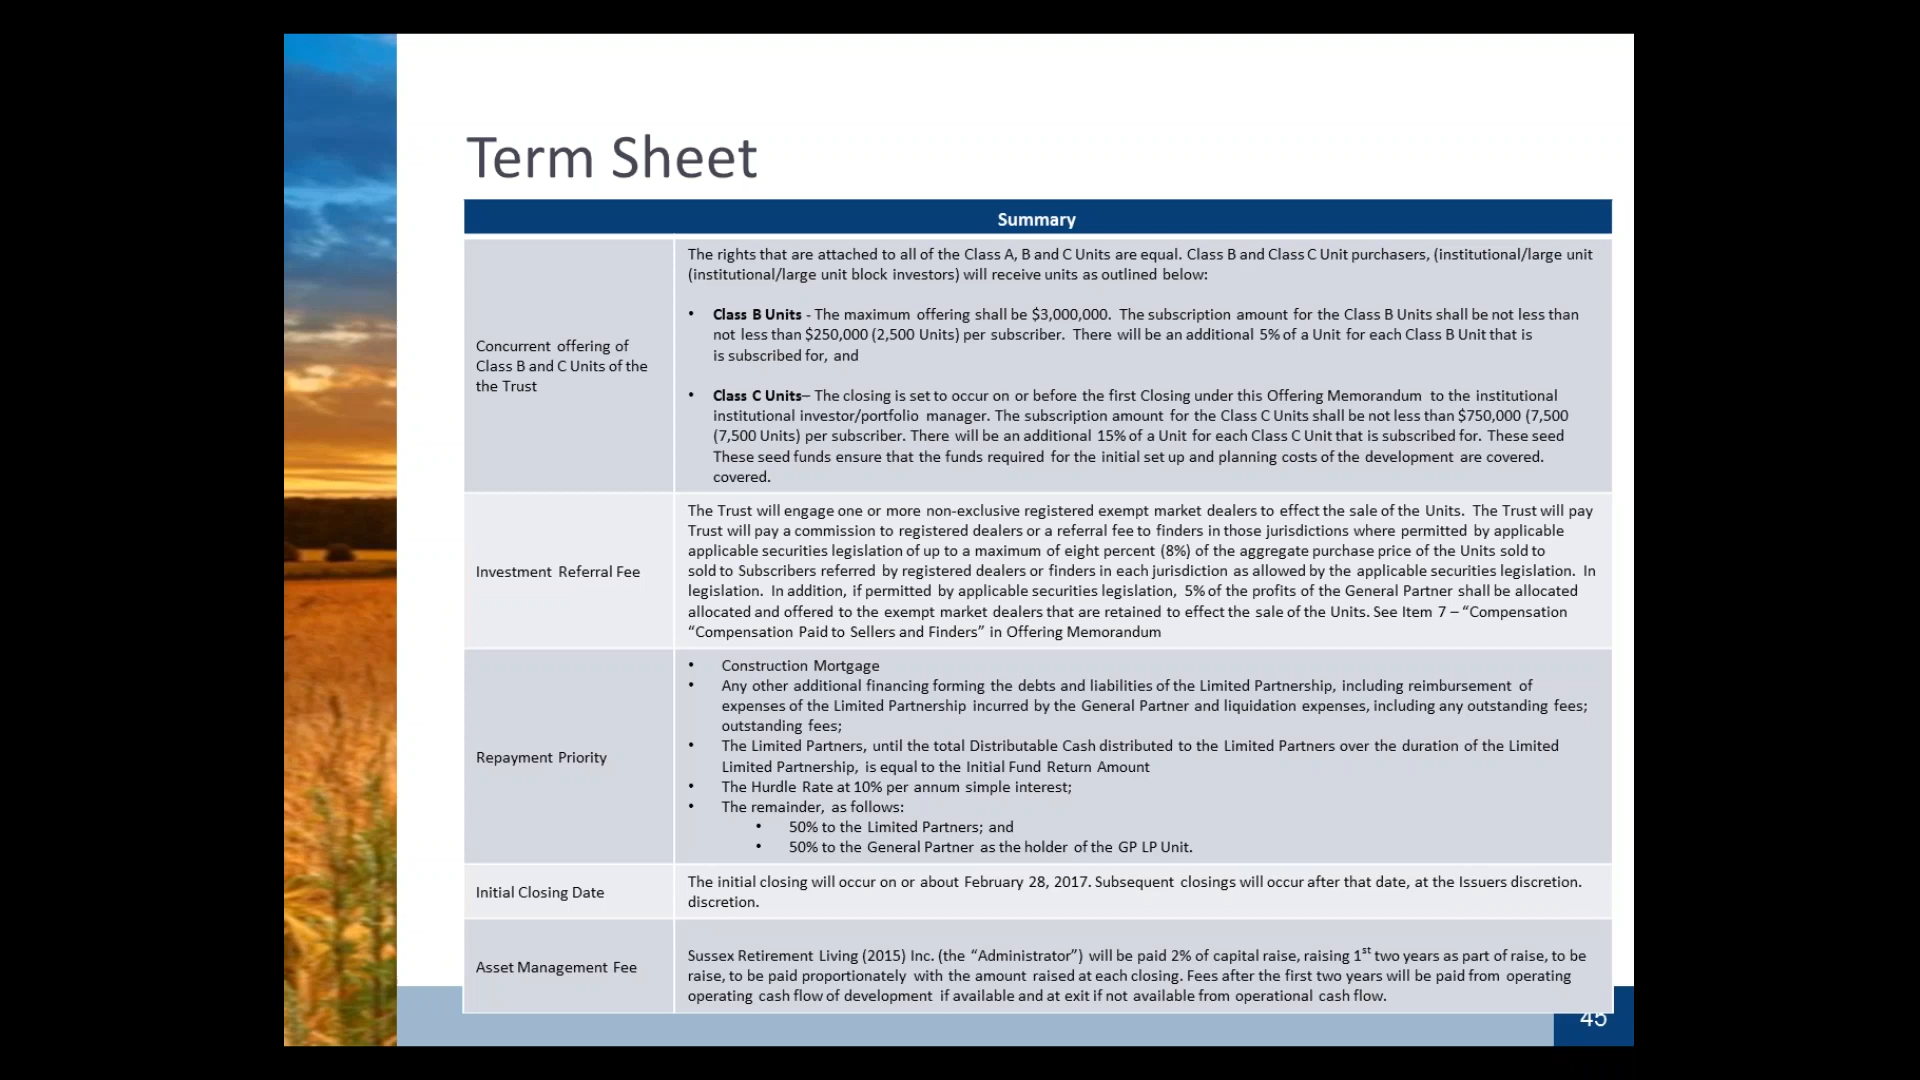 Term Sheet
Summary
Concurrent offering of
Class B and C Units of the
the Trust
The rights that are attached to all of the Class A, B and C Units are equal. Class B and Class C Unit purchasers, (institutional/large unit
(institutional/large unit block investors) will receive units as outlined below:
• Class B Units - The maximum offering shall be $3,000,000. The subscription amount for the Class B Units shall be not less than
not less than $250,000 (2,500 Units) per subscriber. There will be an additional 5% of a Unit for each Class B Unit that is
is subscribed for, and
• Class C Units– The closing is set to occur on or before the first Closing under this Offering Memorandum to the institutional
institutional investor/portfolio manager. The subscription amount for the Class C Units shall be not less than $750,000 (7,500
(7,500 Units) per subscriber. There will be an additional 15% of a Unit for each Class C Unit that is subscribed for. These seed
These seed funds ensure that the funds required for the initial set up and planning costs of the development are covered.
covered.
Investment Referral Fee
The Trust will engage one or more non-exclusive registered exempt market dealers to effect the sale of the Units. The Trust will pay
Trust will pay a commission to registered dealers or a referral fee to finders in those jurisdictions where permitted by applicable
applicable securities legislation of up to a maximum of eight percent (8%) of the aggregate purchase price of the Units sold to
sold to Subscribers referred by registered dealers or finders in each jurisdiction as allowed by the applicable securities legislation. In
legislation. In addition, if permitted by applicable securities legislation, 5% of the profits of the General Partner shall be allocated
allocated and offered to the exempt market dealers that are retained to effect the sale of the Units. See Item 7 – “Compensation
“Compensation Paid to Sellers and Finders” in Offering Memorandum
Repayment Priority
• Construction Mortgage
• Any other additional financing forming the debts and liabilities of the Limited Partnership, including reimbursement of
expenses of the Limited Partnership incurred by the General Partner and liquidation expenses, including any outstanding fees;
outstanding fees;
• The Limited Partners, until the total Distributable Cash distributed to the Limited Partners over the duration of the Limited
Limited Partnership, is equal to the Initial Fund Return Amount
• The Hurdle Rate at 10% per annum simple interest;
• The remainder, as follows:
• 50% to the Limited Partners; and
• 50% to the General Partner as the holder of the GP LP Unit.
Initial Closing Date
The initial closing will occur on or about February 28, 2017. Subsequent closings will occur after that date, at the Issuers discretion.
discretion.
Asset Management Fee
Sussex Retirement Living (2015) Inc. (the “Administrator”) will be paid 2% of capital raise, raising 1st two years as part of raise, to be
raise, to be paid proportionately with the amount raised at each closing. Fees after the first two years will be paid from operating
operating cash flow of development if available and at exit if not available from operational cash flow.
45